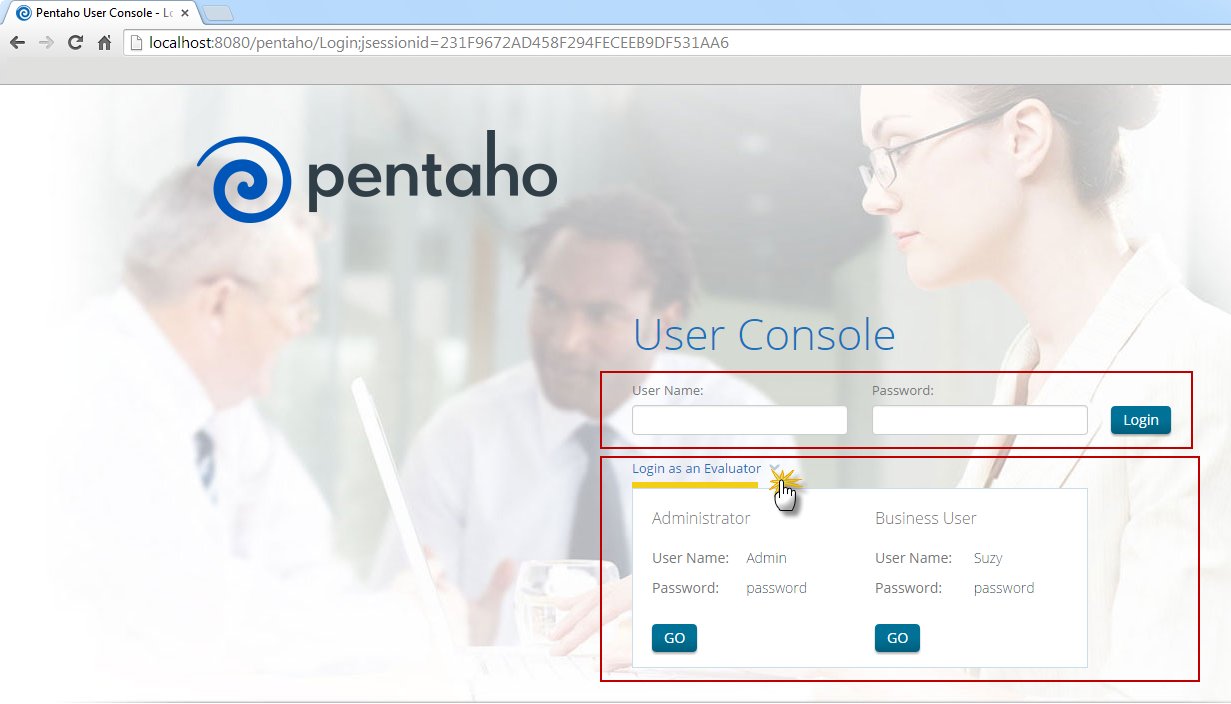 Pentaho User Console - Lo
localhost:8080/pentaho/Login;jsessionid=231F9672AD458F294FECEEB9DF531AA6
pentaho
User Console
User Name: Password:
Login
Login as an Evaluator
Administrator Business User
User Name: Admin User Name: Suzy
Password: password Password: password
GO GO